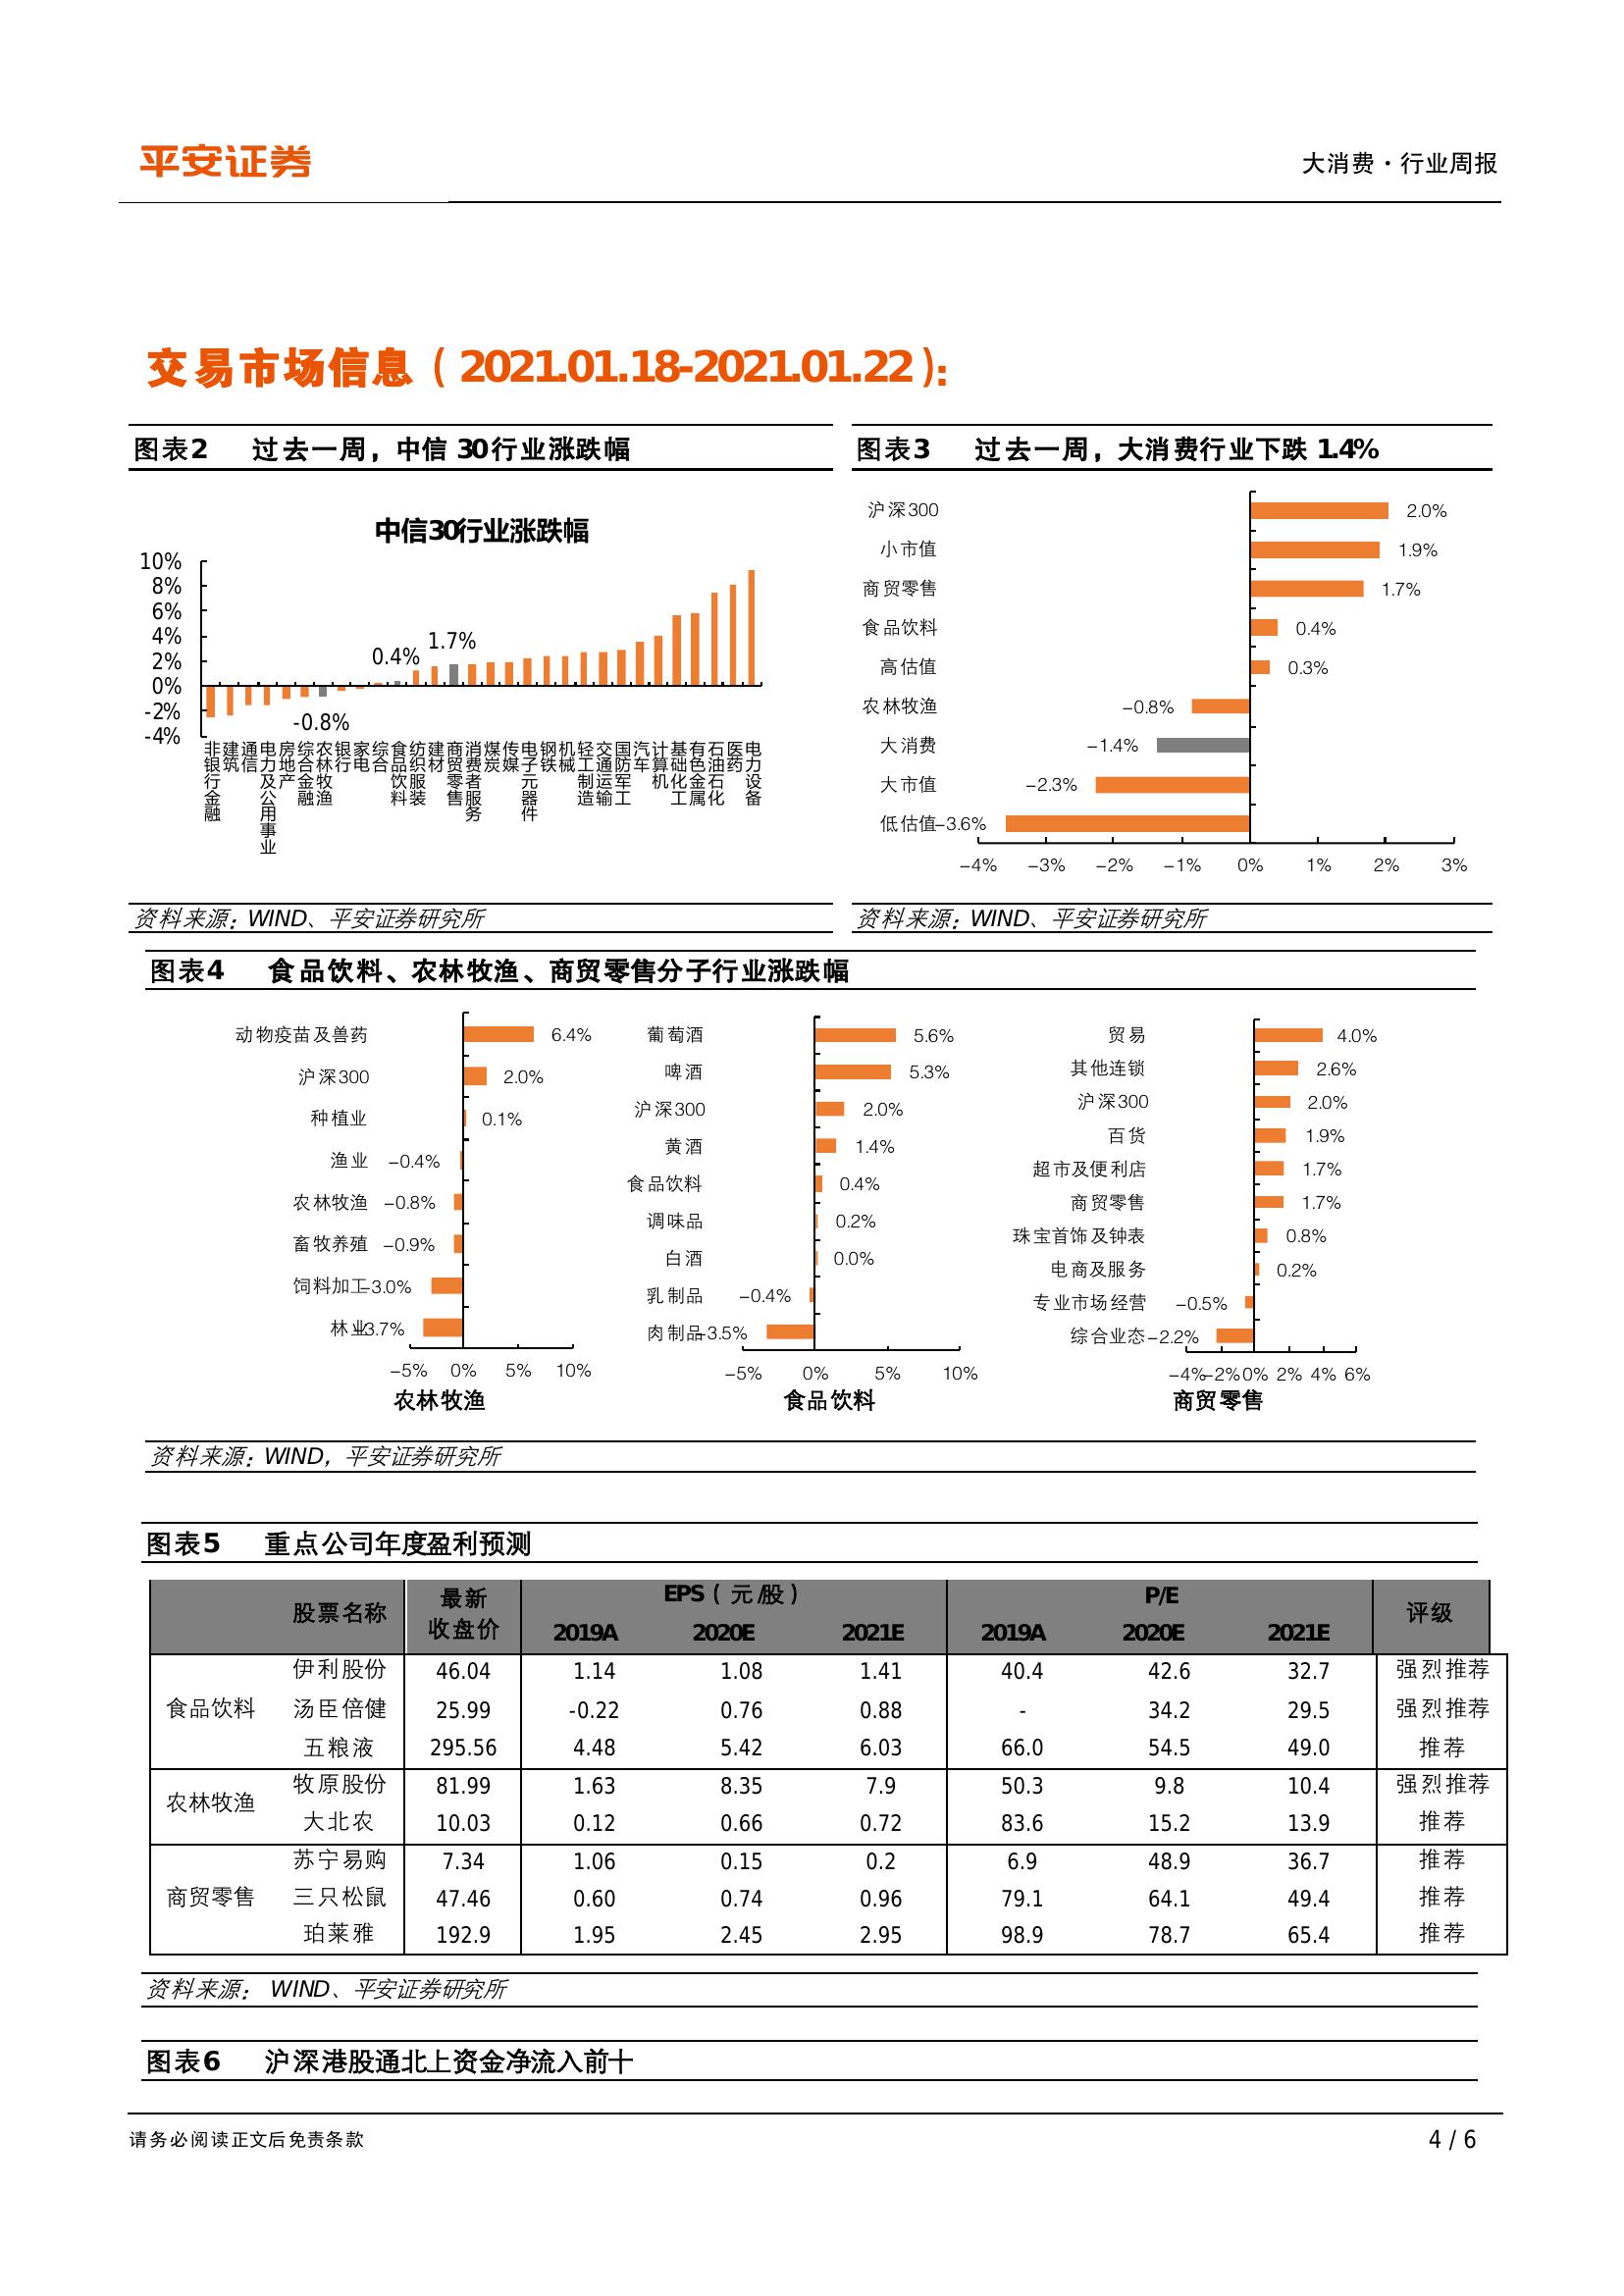 平安证券
大消费·行业周报
交易市场信息（2021.01.18-2021.01.22）：
图表2 过去一周，中信 30行业涨跌幅
中信30行业涨跌幅
10%
8%
6%
4%
2%
0%
-2%
-4%
0.4%
1.7%
-0.8%
非银行金融
建筑
通信
电力及公用事业
房地产
综合金融
农林牧渔
银行
家电
综合
食品饮料
纺织服装
建材
商贸零售
消费者服务
煤炭
传媒
电子元器件
钢铁
机械
轻工制造
交通运输
国防军工
汽车
计算机
基础化工
有色金属
石油石化
医药
电力设备
资料来源：WIND、平安证券研究所
图表3 过去一周，大消费行业下跌 1.4%
沪深300 2.0%
小市值 1.9%
商贸零售 1.7%
食品饮料 0.4%
高估值 0.3%
农林牧渔 -0.8%
大消费 -1.4%
大市值 -2.3%
低估值 -3.6%
-4% -3% -2% -1% 0% 1% 2% 3%
资料来源：WIND、平安证券研究所
图表4 食品饮料、农林牧渔、商贸零售分子行业涨跌幅
动物疫苗及兽药 6.4%
沪深300 2.0%
种植业 0.1%
渔业 -0.4%
农林牧渔 -0.8%
畜牧养殖 -0.9%
饲料加工 -3.0%
林业 -3.7%
-5% 0% 5% 10%
农林牧渔
葡萄酒 5.6%
啤酒 5.3%
沪深300 2.0%
黄酒 1.4%
食品饮料 0.4%
调味品 0.2%
白酒 0.0%
乳制品 -0.4%
肉制品 -3.5%
-5% 0% 5% 10%
食品饮料
贸易 4.0%
其他连锁 2.6%
沪深300 2.0%
百货 1.9%
超市及便利店 1.7%
商贸零售 1.7%
珠宝首饰及钟表 0.8%
电商及服务 0.2%
专业市场经营 -0.5%
综合业态 -2.2%
-4% -2% 0% 2% 4% 6%
商贸零售
资料来源：WIND，平安证券研究所
图表5 重点公司年度盈利预测
股票名称 最新收盘价 EPS（元/股） P/E 评级
2019A 2020E 2021E 2019A 2020E 2021E
食品饮料
伊利股份 46.04 1.14 1.08 1.41 40.4 42.6 32.7 强烈推荐
汤臣倍健 25.99 -0.22 0.76 0.88 - 34.2 29.5 强烈推荐
五粮液 295.56 4.48 5.42 6.03 66.0 54.5 49.0 推荐
农林牧渔
牧原股份 81.99 1.63 8.35 7.9 50.3 9.8 10.4 强烈推荐
大北农 10.03 0.12 0.66 0.72 83.6 15.2 13.9 推荐
商贸零售
苏宁易购 7.34 1.06 0.15 0.2 6.9 48.9 36.7 推荐
三只松鼠 47.46 0.60 0.74 0.96 79.1 64.1 49.4 推荐
珀莱雅 192.9 1.95 2.45 2.95 98.9 78.7 65.4 推荐
资料来源： WIND、平安证券研究所
图表6 沪深港股通北上资金净流入前十
请务必阅读正文后免责条款
4 / 6